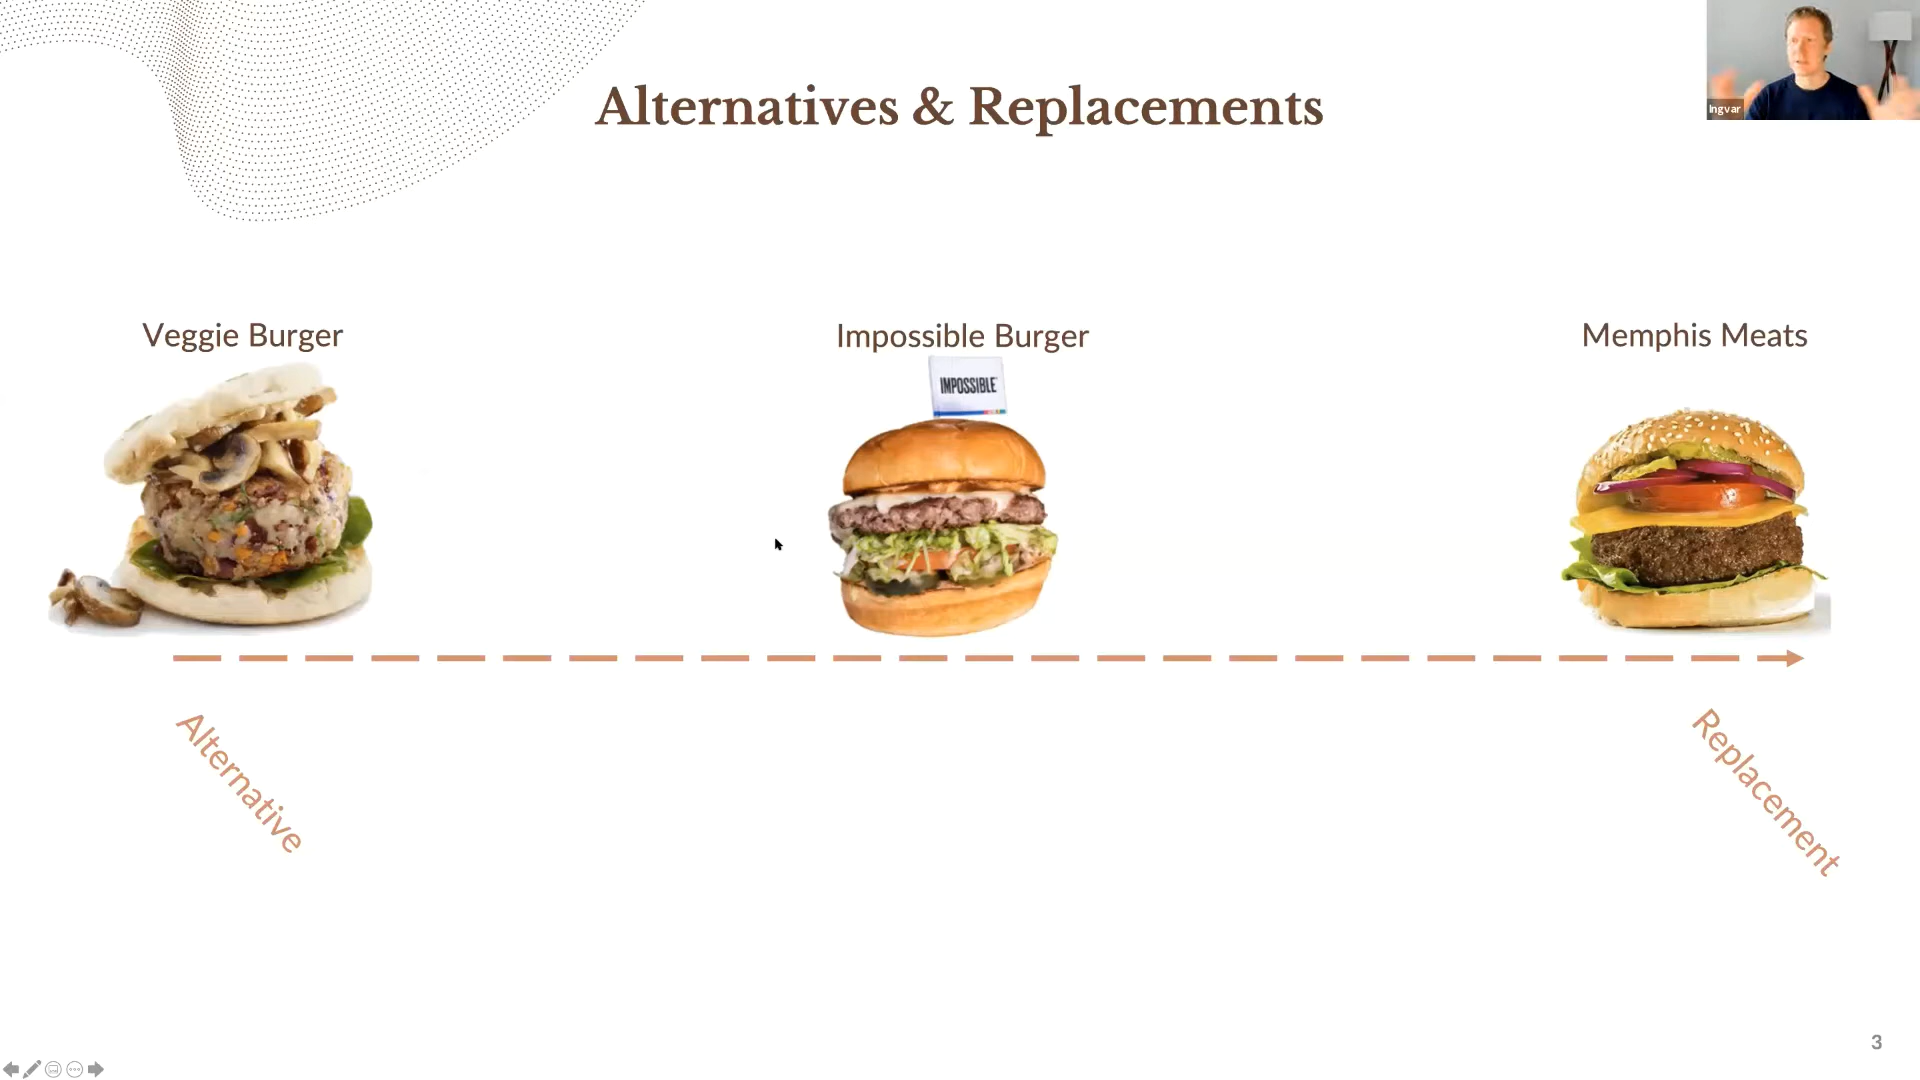 Alternatives & Replacements
Ingvar
Veggie Burger
Impossible Burger
Memphis Meats
IMPOSSIBLE
Alternative
Replacement
3